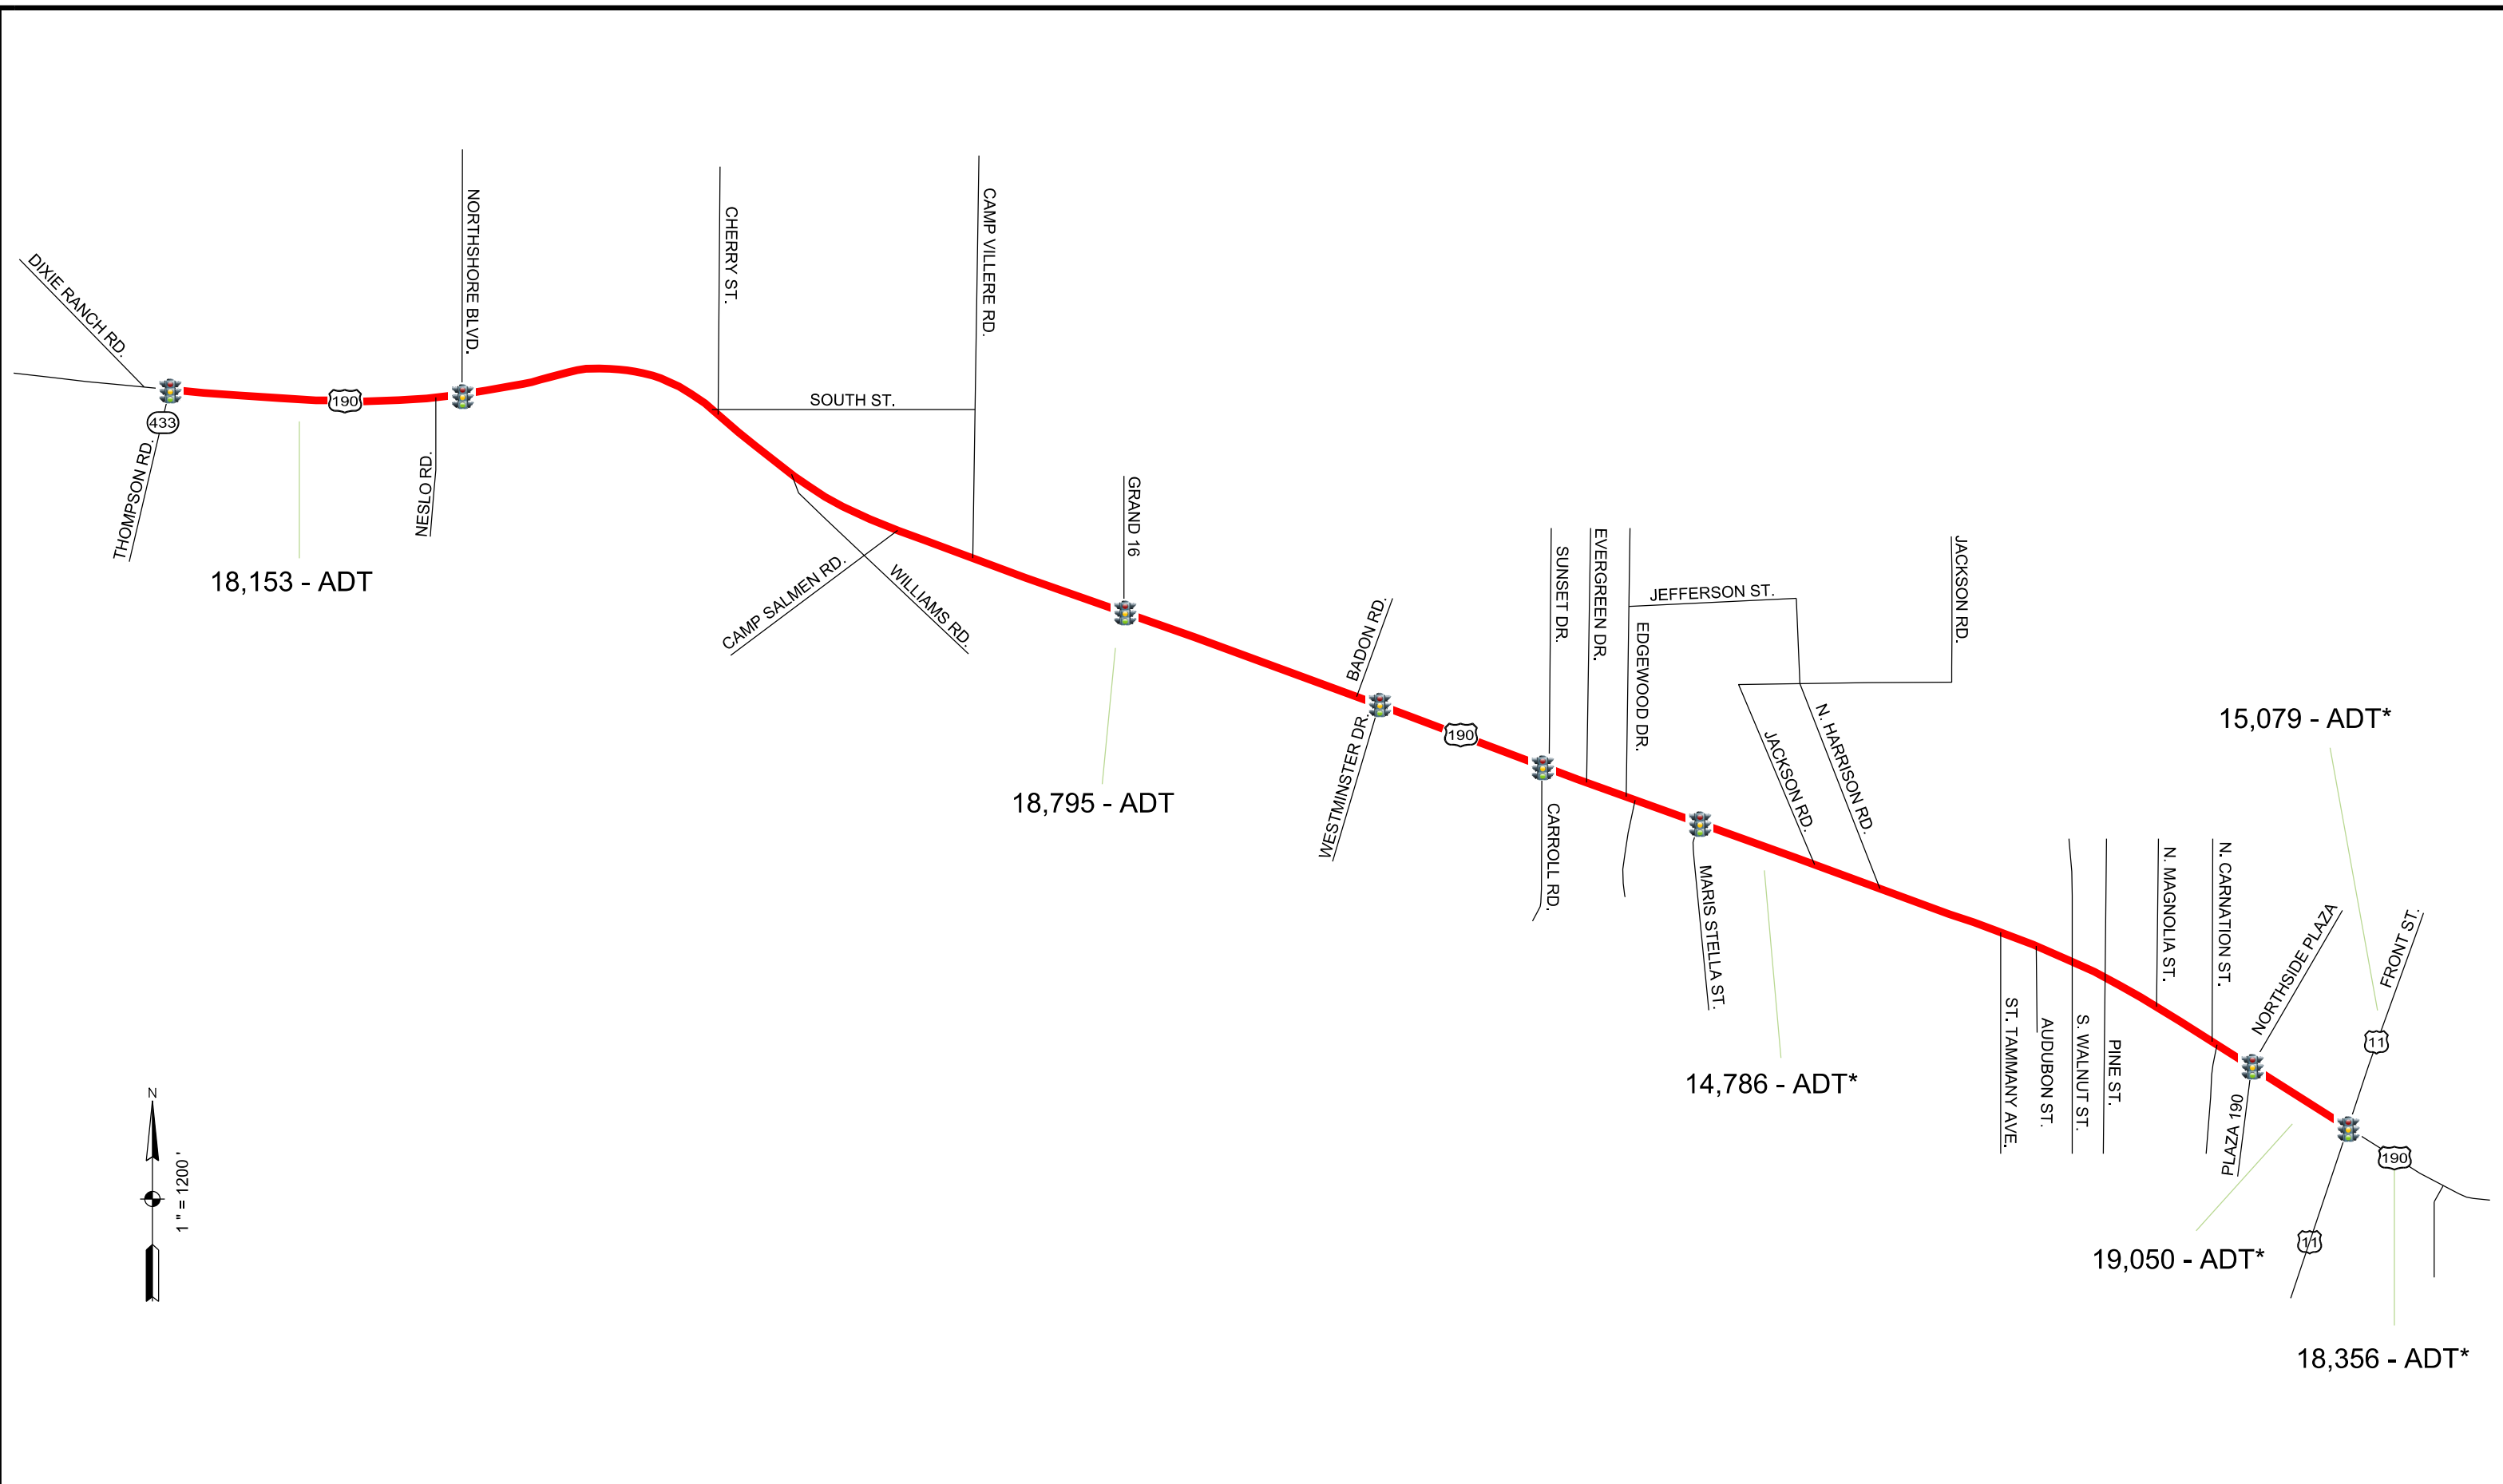 NORTHSHORE BLVD.
CHERRY ST.
CAMP VILLERE RD.
DIXIE RANCH RD.
190
433
SOUTH ST.
THOMPSON RD.
NESLO RD.
18,153 - ADT
GRAND 16
CAMP SALMEN RD.
WILLIAMS RD.
18,795 - ADT
BADON RD.
WESTMINSTER DR.
190
SUNSET DR.
EVERGREEN DR.
EDGEWOOD DR.
JEFFERSON ST.
JACKSON RD.
JACKSON RD.
N. HARRISON RD.
CARROLL RD.
MARIS STELLA ST.
14,786 - ADT*
15,079 - ADT*
N. MAGNOLIA ST.
N. CARNATION ST.
NORTHSIDE PLAZA
FRONT ST.
11
ST. TAMMANY AVE.
AUDUBON ST.
S. WALNUT ST.
PINE ST.
PLAZA 190
190
11
19,050 - ADT*
18,356 - ADT*
N
1 " = 1200'